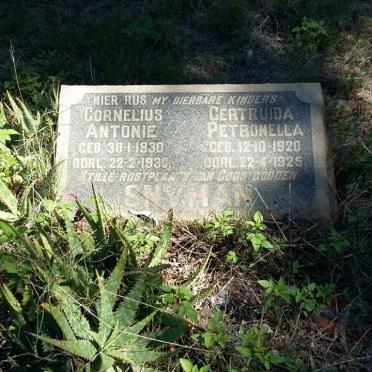 HIER RUS MY DIERBARE KINDERS
CORNELIUS GERTRUIDA
ANTONIE PETRONELLA
GEB. 30-1-1930 GEB. 12-10-1920
OORL. 22-2-1930. OORL. 22-4-1925.
STILLE RUSTPLAATS VAN GODS DOODEN
SNYMAN